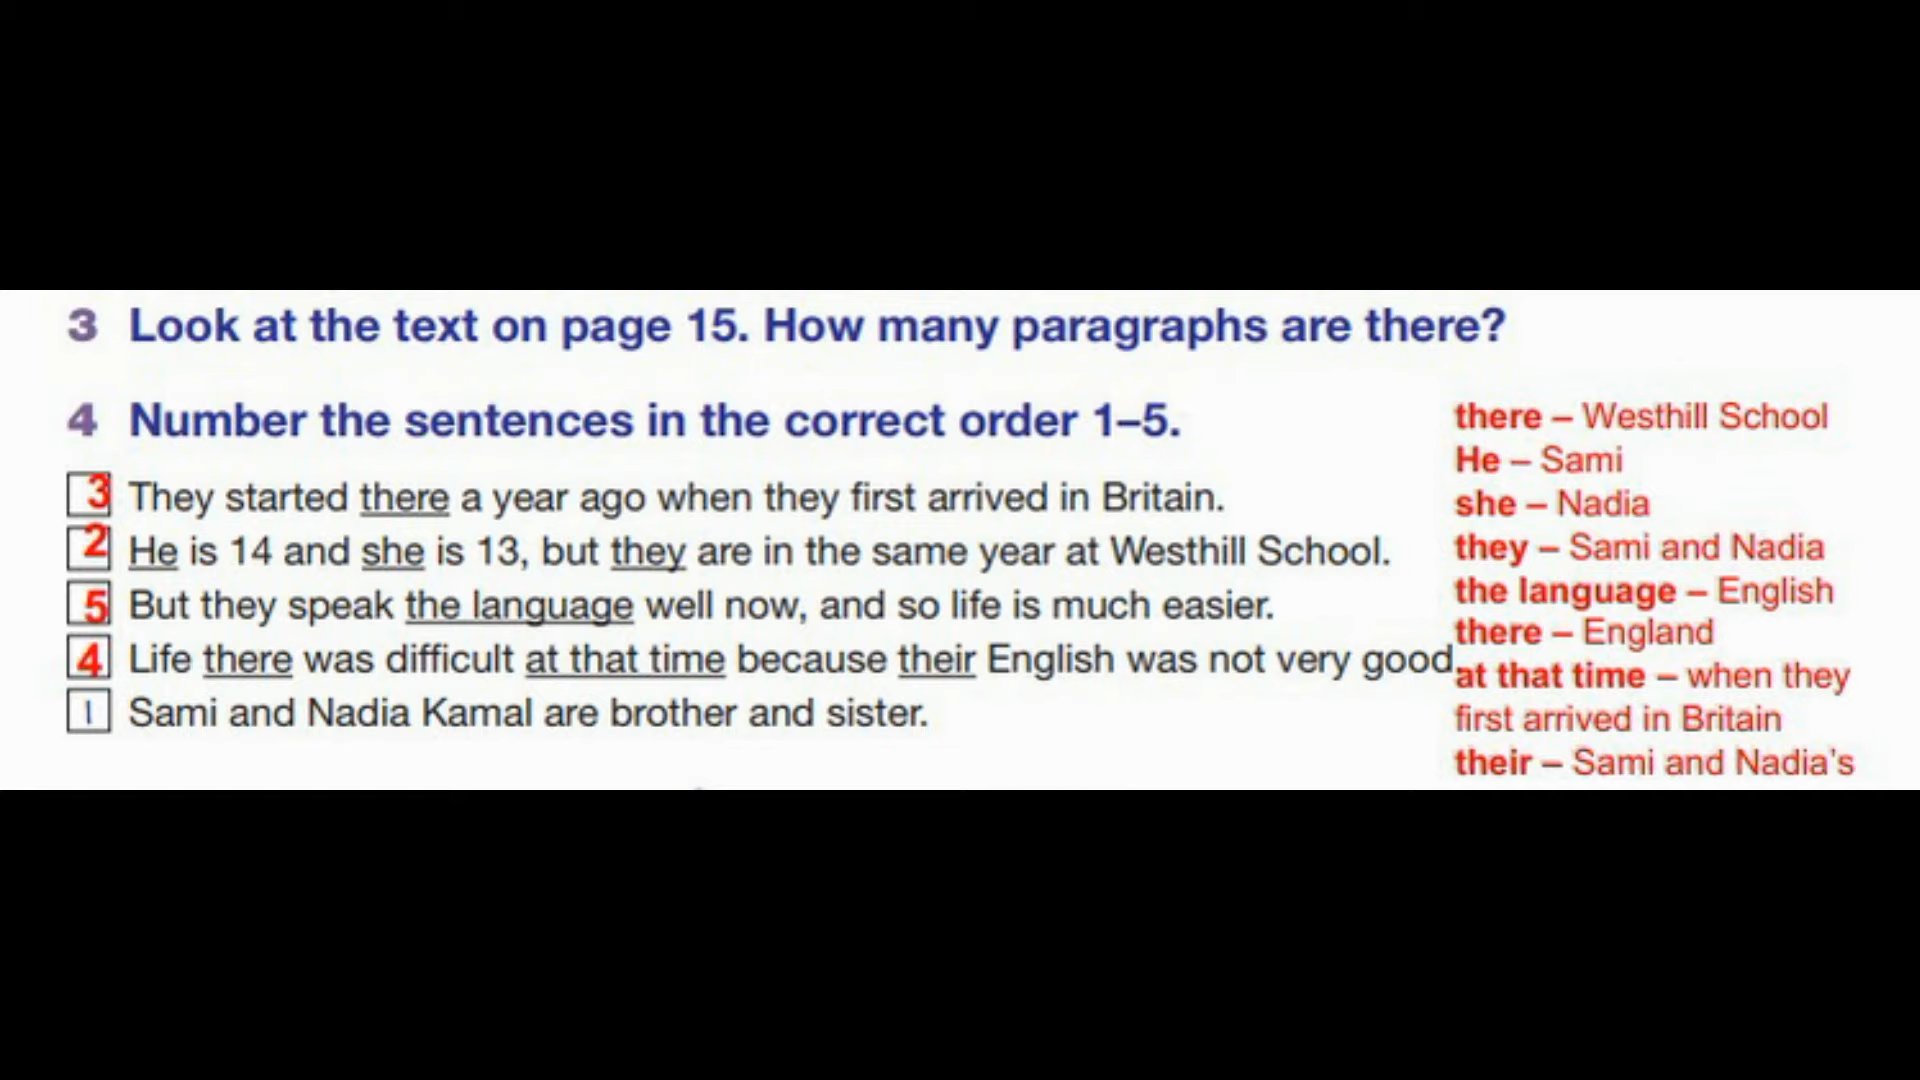 3 Look at the text on page 15. How many paragraphs are there?
4 Number the sentences in the correct order 1–5.
3 They started there a year ago when they first arrived in Britain.
2 He is 14 and she is 13, but they are in the same year at Westhill School.
5 But they speak the language well now, and so life is much easier.
4 Life there was difficult at that time because their English was not very good.
1 Sami and Nadia Kamal are brother and sister.
there – Westhill School
He – Sami
she – Nadia
they – Sami and Nadia
the language – English
there – England
at that time – when they
first arrived in Britain
their – Sami and Nadia's